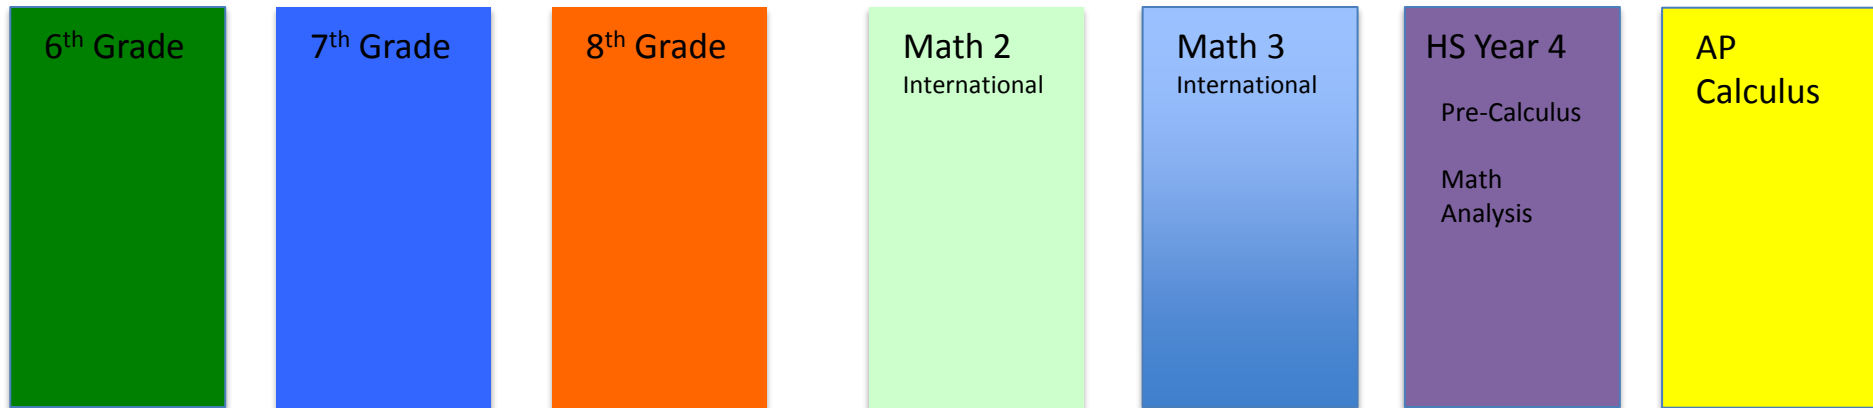 6th Grade
7th Grade
8th Grade
Math 2
International
Math 3
International
HS Year 4
Pre-Calculus
Math
Analysis
AP
Calculus